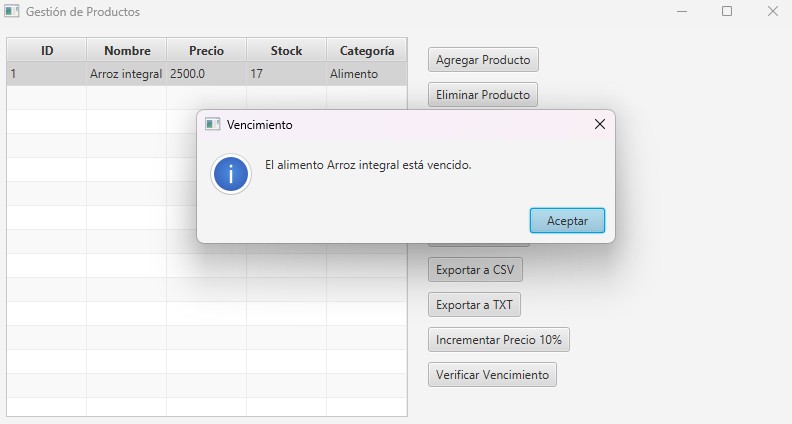 Gestión de Productos
ID Nombre Precio Stock Categoría
1 Arroz integral 2500.0 17 Alimento
Agregar Producto
Eliminar Producto
Vencimiento
El alimento Arroz integral está vencido.
Aceptar
Exportar a CSV
Exportar a TXT
Incrementar Precio 10%
Verificar Vencimiento